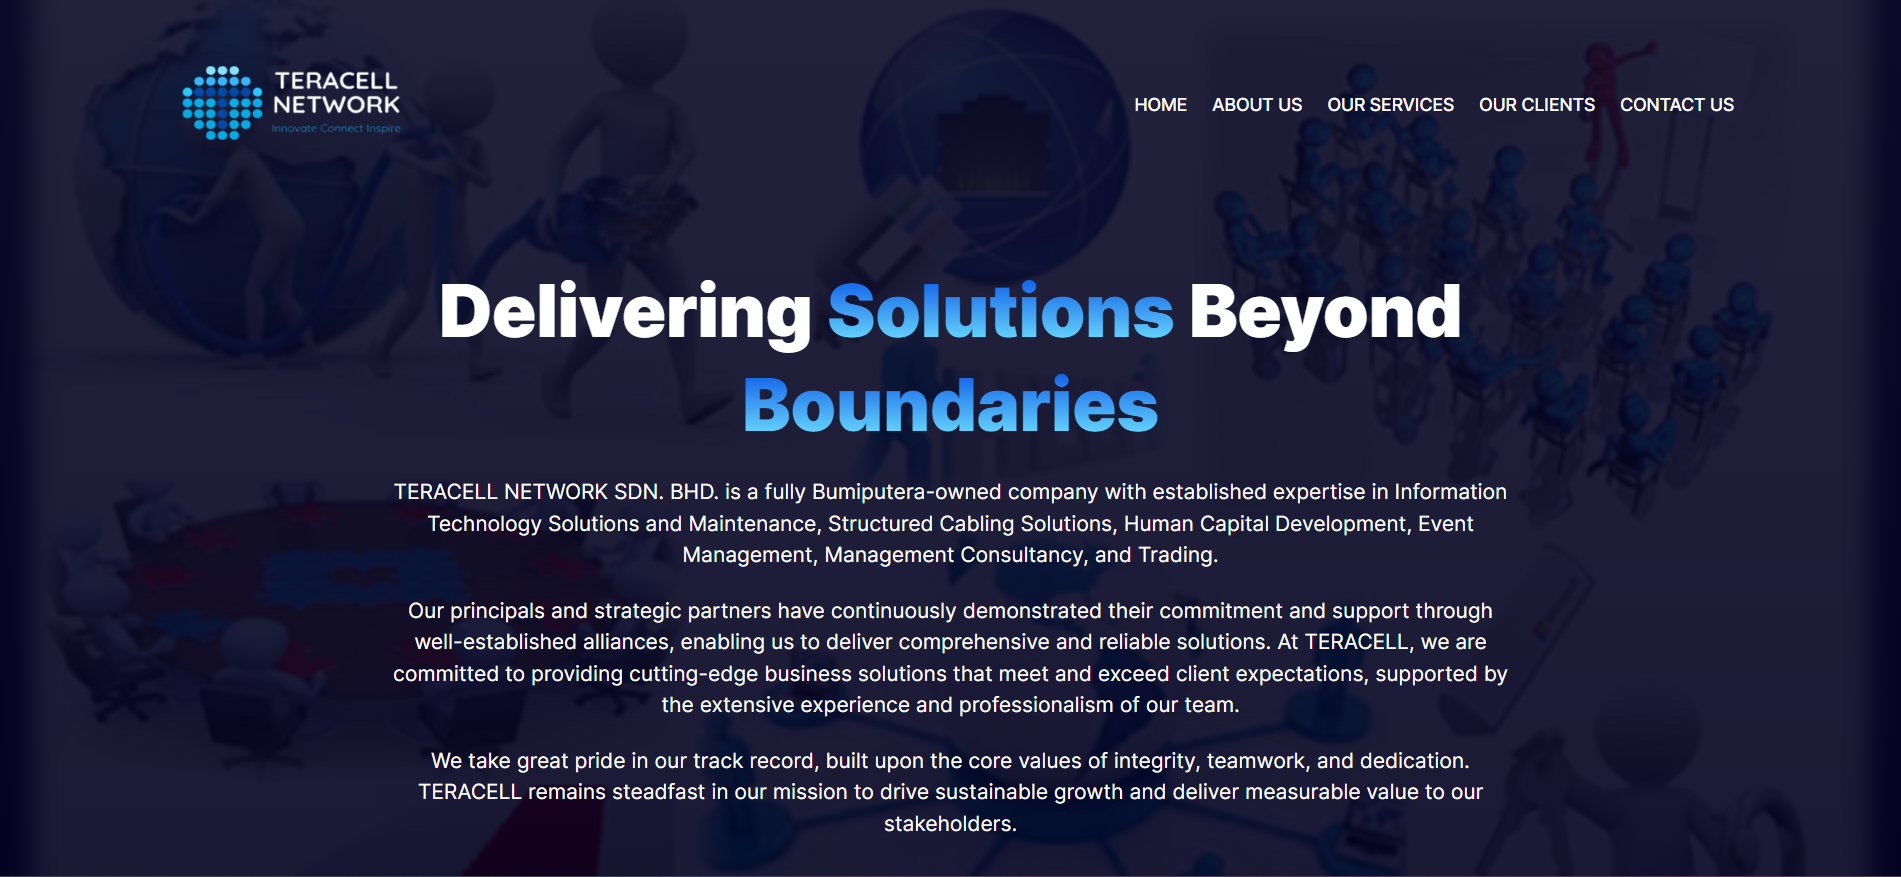 TERACELL
NETWORK
Innovate Connect Inspire
HOME ABOUT US OUR SERVICES OUR CLIENTS CONTACT US
Delivering Solutions Beyond
Boundaries
TERACELL NETWORK SDN. BHD. is a fully Bumiputera-owned company with established expertise in Information
Technology Solutions and Maintenance, Structured Cabling Solutions, Human Capital Development, Event
Management, Management Consultancy, and Trading.
Our principals and strategic partners have continuously demonstrated their commitment and support through
well-established alliances, enabling us to deliver comprehensive and reliable solutions. At TERACELL, we are
committed to providing cutting-edge business solutions that meet and exceed client expectations, supported by
the extensive experience and professionalism of our team.
We take great pride in our track record, built upon the core values of integrity, teamwork, and dedication.
TERACELL remains steadfast in our mission to drive sustainable growth and deliver measurable value to our
stakeholders.